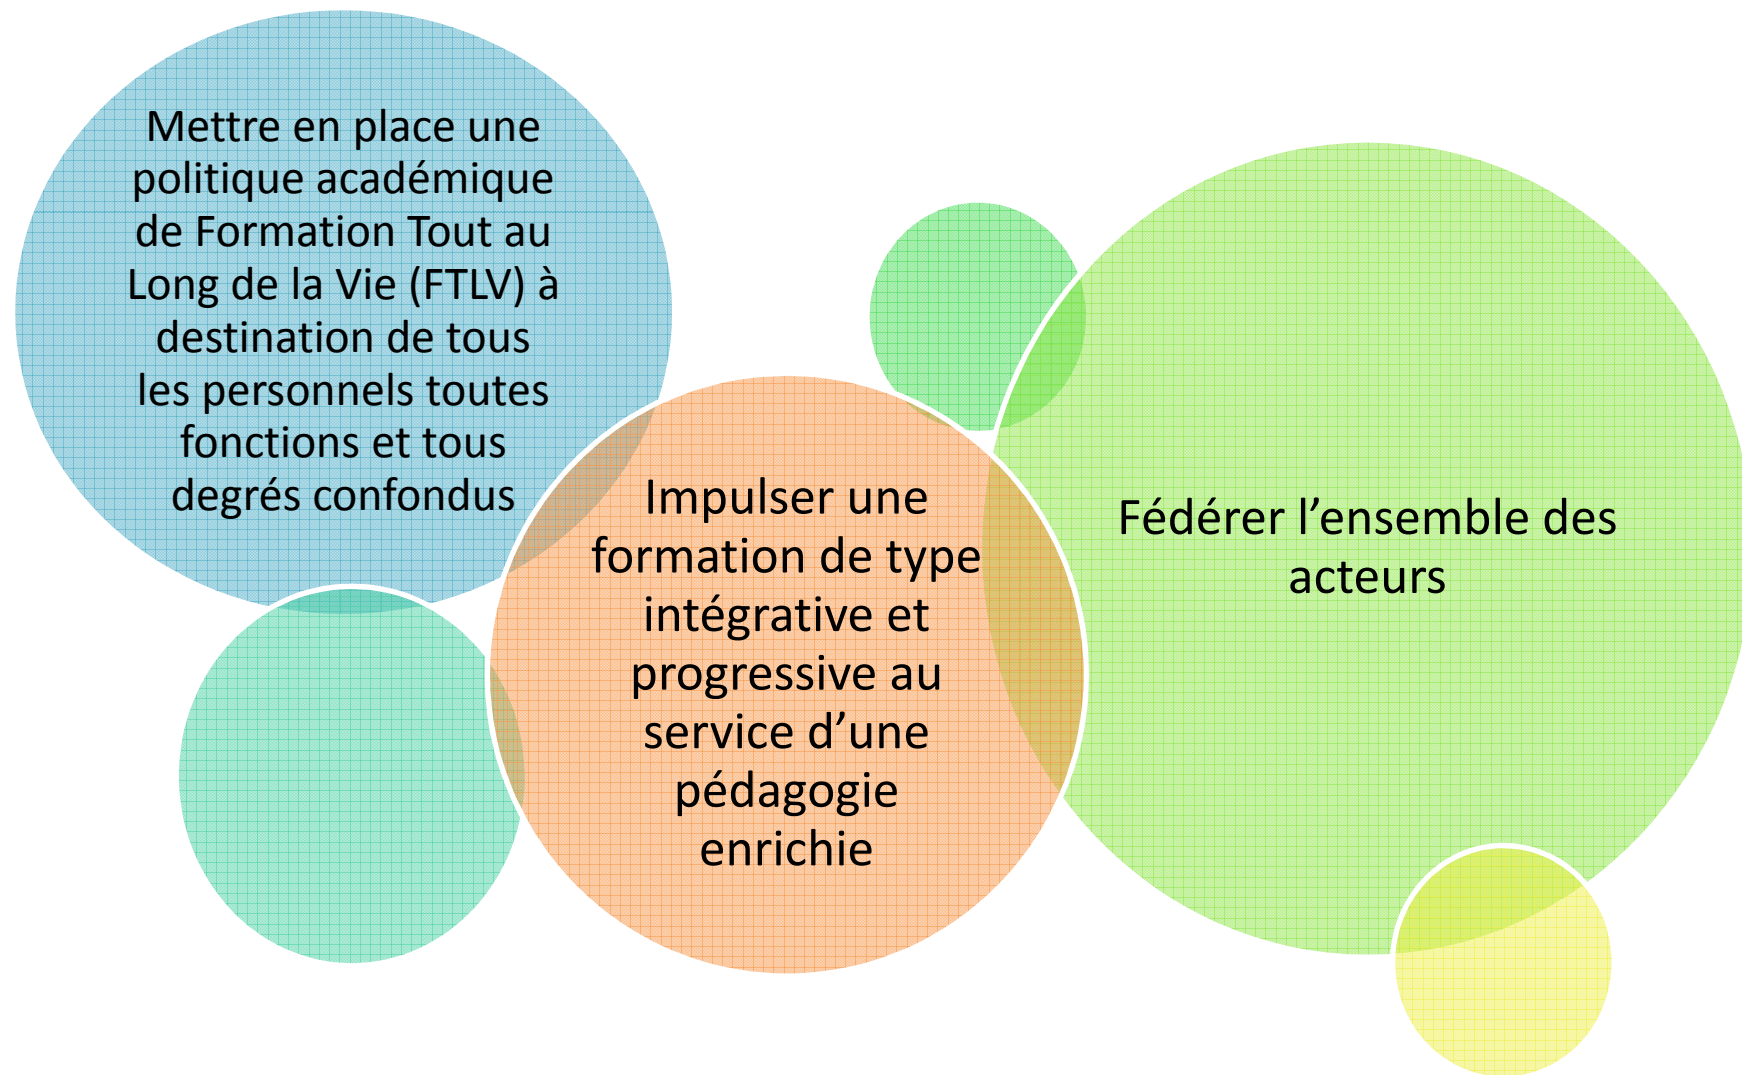 Mettre en place une
politique académique
de Formation Tout au
Long de la Vie (FTLV) à
destination de tous
les personnels toutes
fonctions et tous
degrés confondus
Impulser une
formation de type
intégrative et
progressive au
service d’une
pédagogie
enrichie
Fédérer l’ensemble des
acteurs